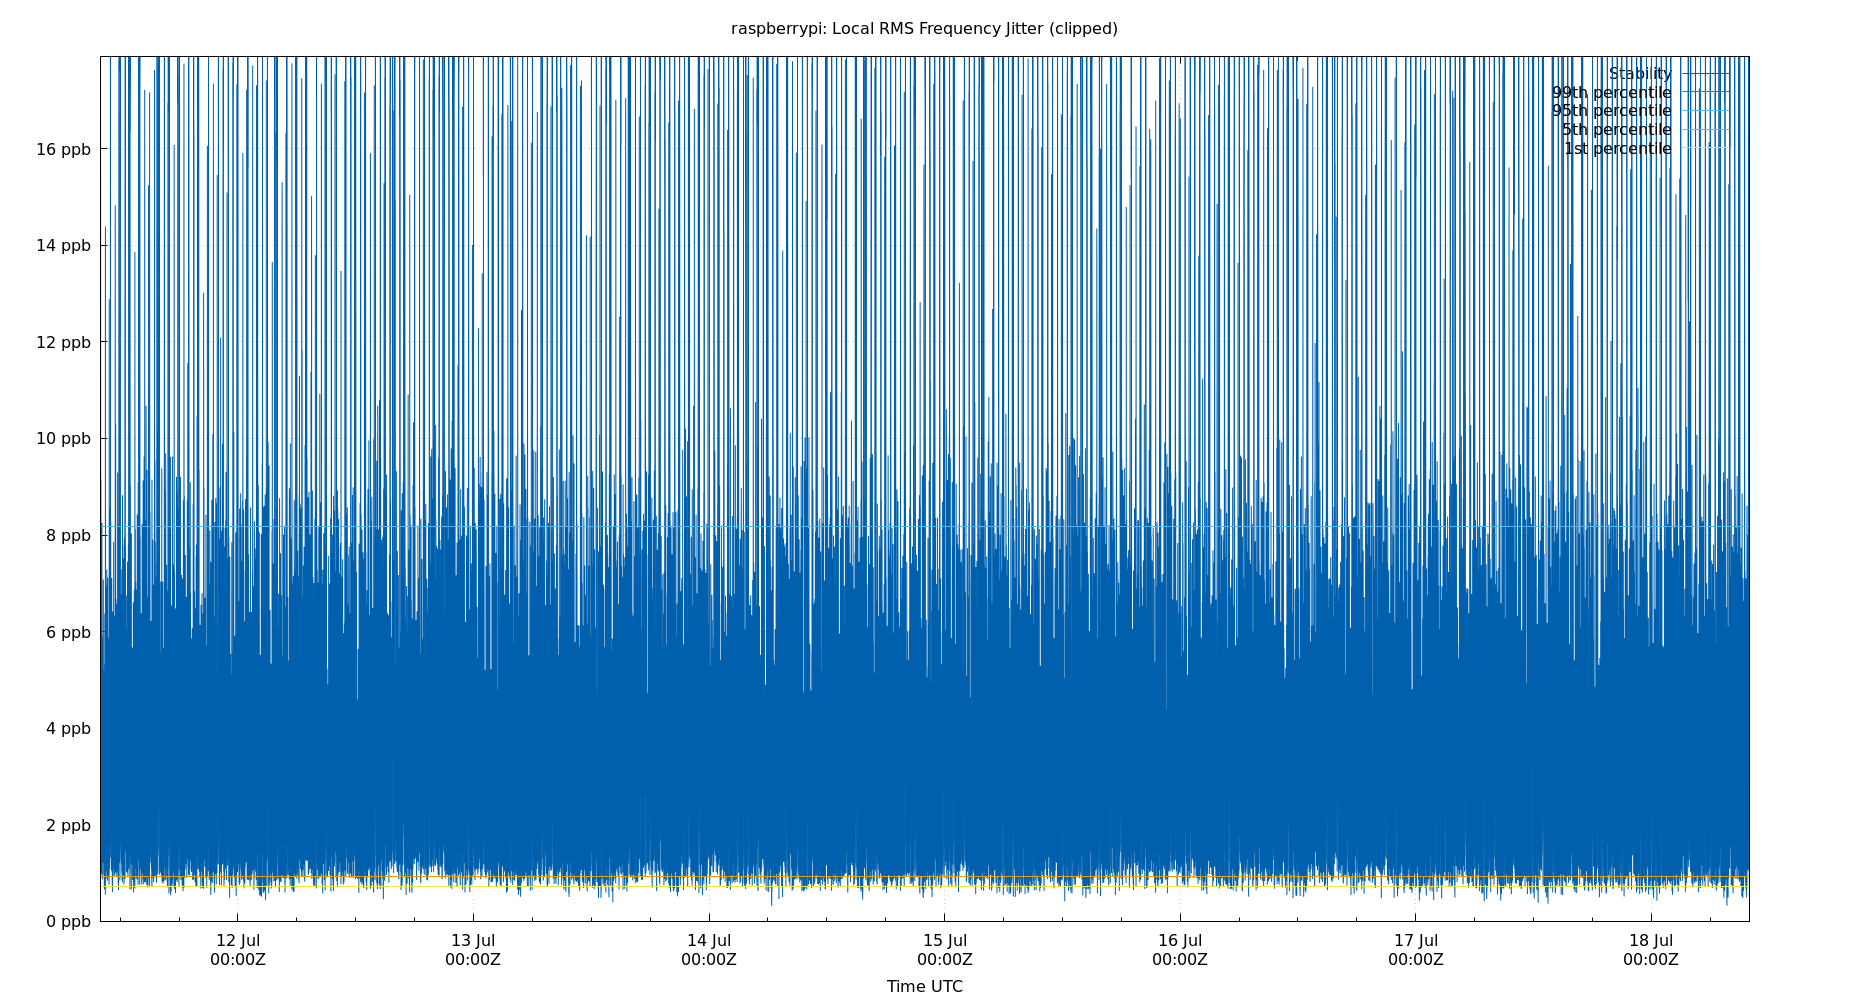 raspberrypi: Local RMS Frequency Jitter (clipped)
Stability
99th percentile
95th percentile
5th percentile
1st percentile
16 ppb
14 ppb
12 ppb
10 ppb
8 ppb
6 ppb
4 ppb
2 ppb
0 ppb
12 Jul 13 Jul 14 Jul 15 Jul 16 Jul 17 Jul 18 Jul
00:00Z 00:00Z 00:00Z 00:00Z 00:00Z 00:00Z 00:00Z
Time UTC